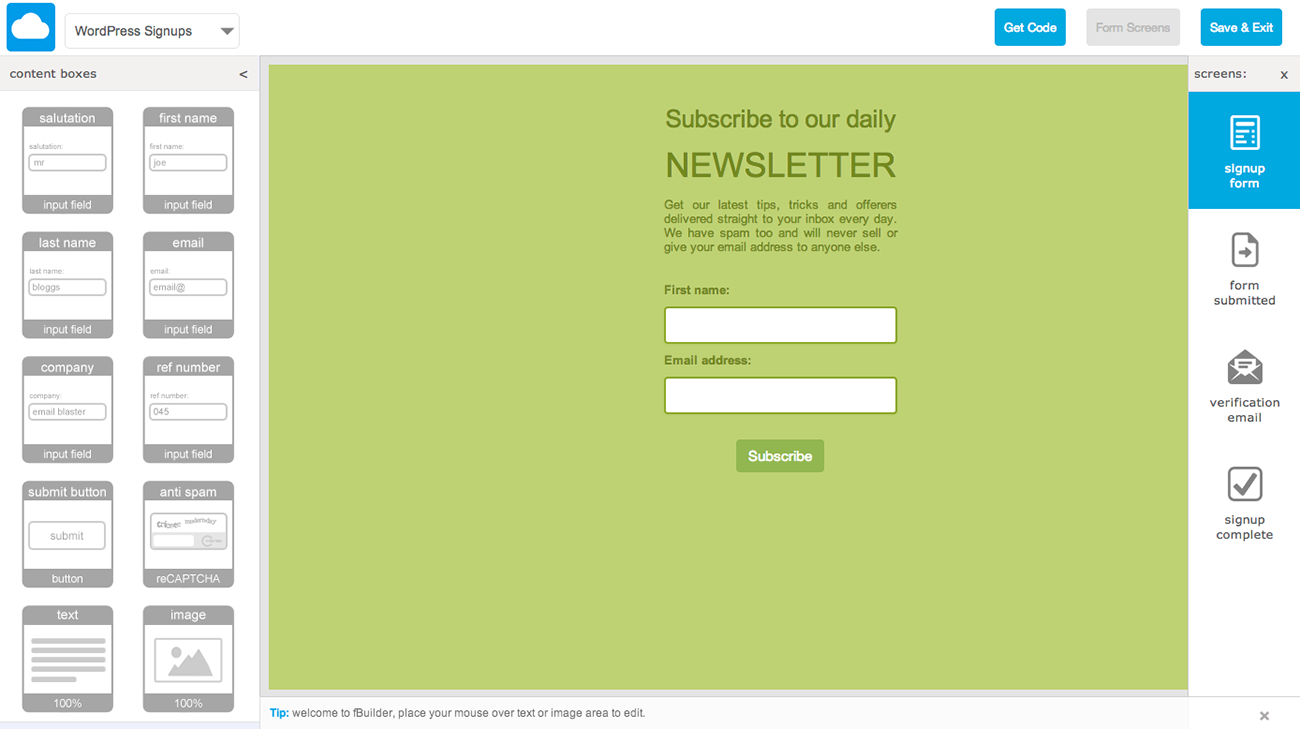 WordPress Signups
Get Code
Form Screens
Save & Exit
content boxes
<
screens:
x
salutation
salutation:
mr
input field
first name
first name:
joe
input field
last name
last name:
bloggs
input field
email
email:
email@
input field
company
company:
email blaster
input field
ref number
ref number:
045
input field
submit button
submit
button
anti spam
reCAPTCHA
text
100%
image
100%
Subscribe to our daily
NEWSLETTER
Get our latest tips, tricks and offerers
delivered straight to your inbox every day.
We have spam too and will never sell or
give your email address to anyone else.
First name:
Email address:
Subscribe
signup
form
form
submitted
verification
email
signup
complete
Tip: welcome to fBuilder, place your mouse over text or image area to edit.